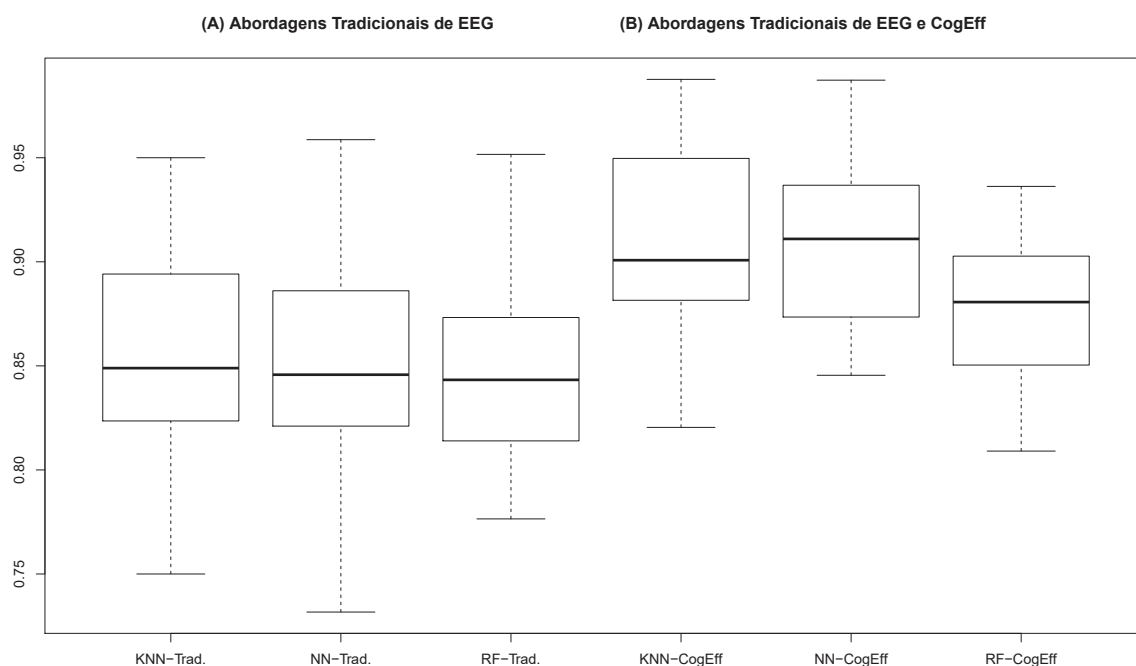 (A) Abordagens Tradicionais de EEG (B) Abordagens Tradicionais de EEG e CogEff
0.95
0.90
0.85
0.80
0.75
KNN−Trad. NN−Trad. RF−Trad. KNN−CogEff NN−CogEff RF−CogEff